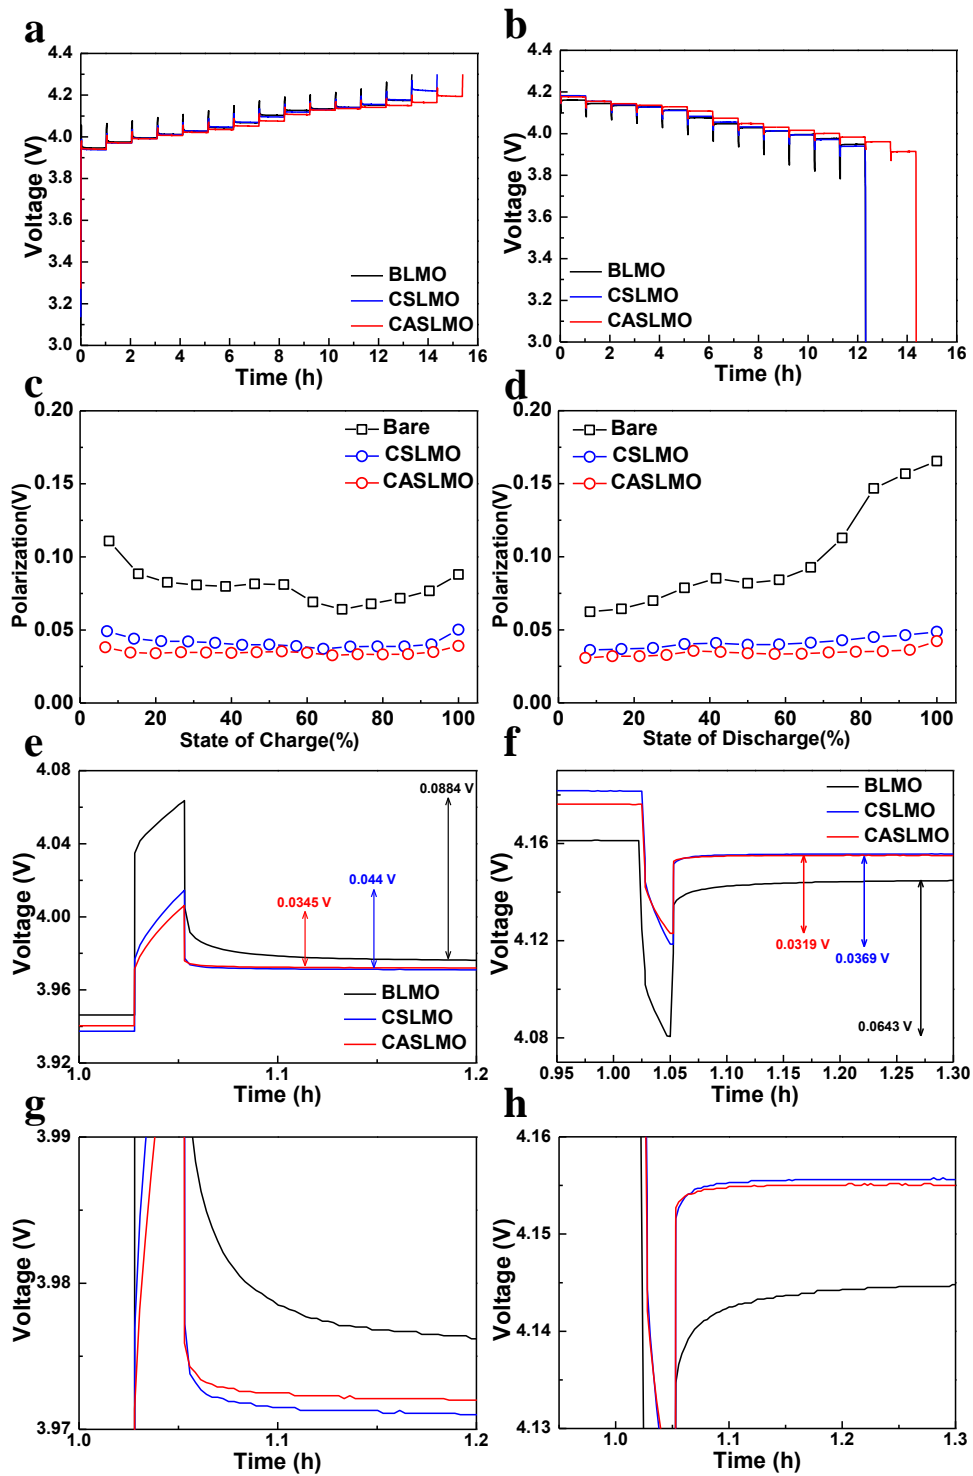 a
4.4
4.2
4.0
3.8
3.6
3.4
3.2
3.0
Voltage (V)
BLMO
CSLMO
CASLMO
0 2 4 6 8 10 12 14 16
Time (h)
b
4.4
4.2
4.0
3.8
3.6
3.4
3.2
3.0
Voltage (V)
BLMO
CSLMO
CASLMO
0 2 4 6 8 10 12 14 16
Time (h)
c
0.20
0.15
0.10
0.05
0.00
Polarization(V)
Bare
CSLMO
CASLMO
0 20 40 60 80 100
State of Charge(%)
d
0.20
0.15
0.10
0.05
0.00
Polarization(V)
Bare
CSLMO
CASLMO
0 20 40 60 80 100
State of Discharge(%)
e
4.08
4.04
4.00
3.96
3.92
Voltage (V)
0.0884 V
0.044 V
0.0345 V
BLMO
CSLMO
CASLMO
1.0 1.1 1.2
Time (h)
f
4.16
4.12
4.08
Voltage (V)
BLMO
CSLMO
CASLMO
0.0319 V
0.0369 V
0.0643 V
0.95 1.00 1.05 1.10 1.15 1.20 1.25 1.30
Time (h)
g
3.99
3.98
3.97
Voltage (V)
1.0 1.1 1.2
Time (h)
h
4.16
4.15
4.14
4.13
Voltage (V)
1.0 1.1 1.2 1.3
Time (h)